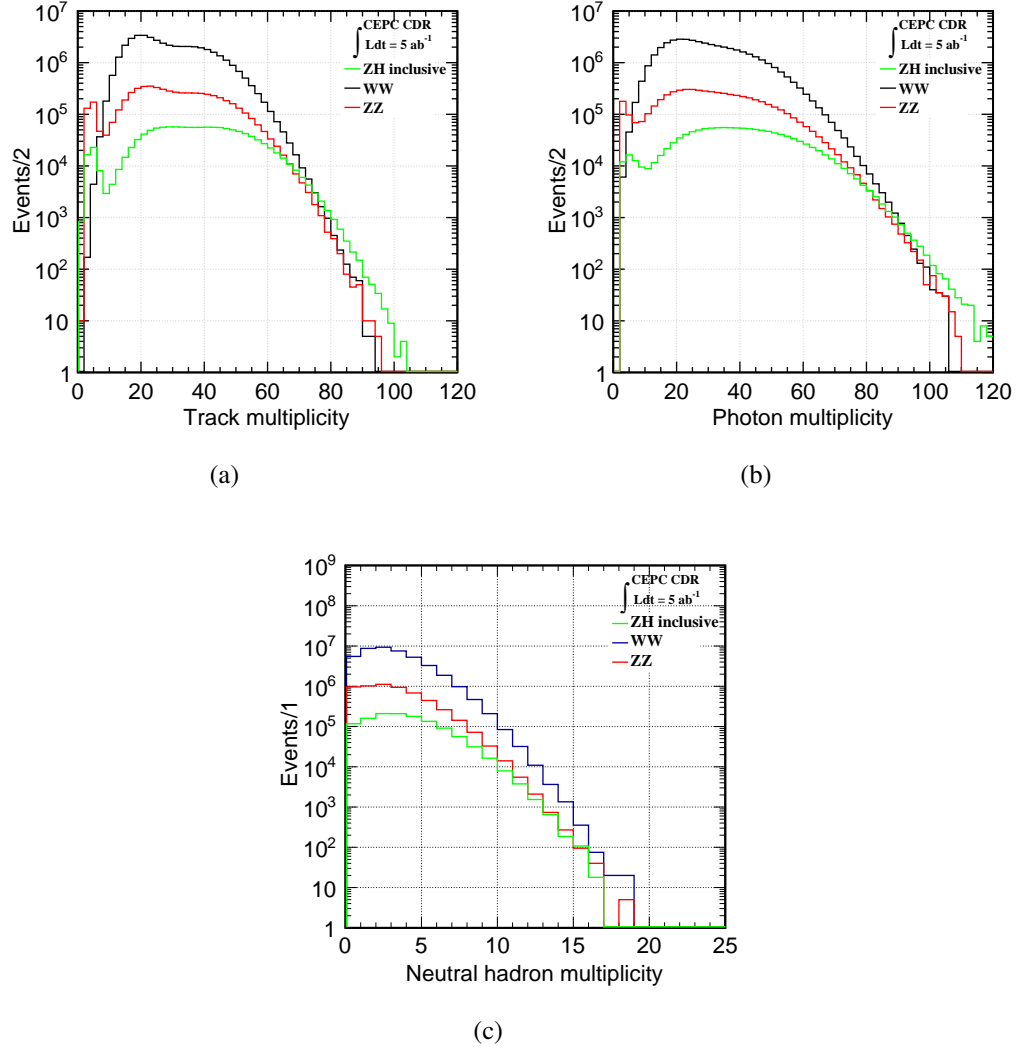 10^7
10^6
10^5
10^4
10^3
10^2
10
1
Events/2
CEPC CDR
∫ Ldt = 5 ab^-1
ZH inclusive
WW
ZZ
0 20 40 60 80 100 120
Track multiplicity
(a)
10^7
10^6
10^5
10^4
10^3
10^2
10
1
Events/2
CEPC CDR
∫ Ldt = 5 ab^-1
ZH inclusive
WW
ZZ
0 20 40 60 80 100 120
Photon multiplicity
(b)
10^9
10^8
10^7
10^6
10^5
10^4
10^3
10^2
10
1
Events/1
CEPC CDR
∫ Ldt = 5 ab^-1
ZH inclusive
WW
ZZ
0 5 10 15 20 25
Neutral hadron multiplicity
(c)